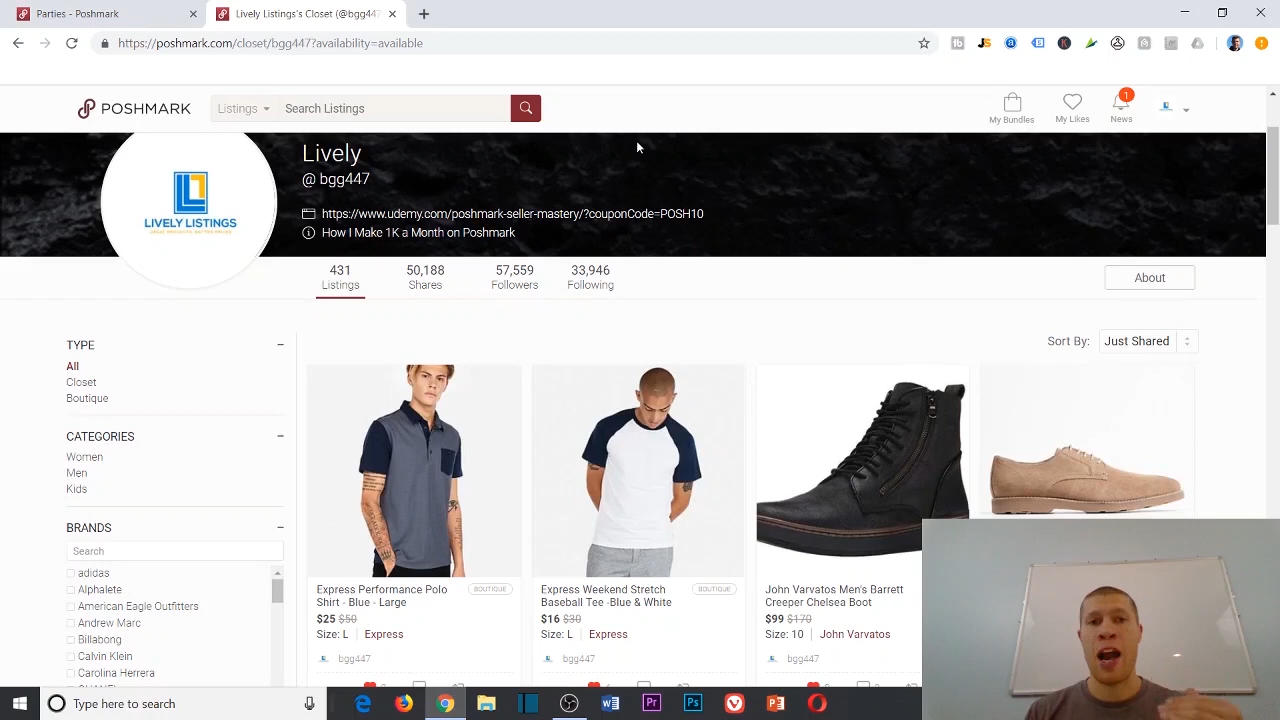 Parties - Poshmark
Lively Listings's Closet (@bgg447
https://poshmark.com/closet/bgg447?availability=available
POSHMARK
Listings
Search Listings
My Bundles
My Likes
1
News
Lively
@ bgg447
https://www.udemy.com/poshmark-seller-mastery/?couponCode=POSH10
How I Make 1K a Month on Poshmark
LIVELY LISTINGS
GREAT PRODUCTS. BETTER PRICES.
431
Listings
50,188
Shares
57,559
Followers
33,946
Following
About
TYPE
All
Closet
Boutique
CATEGORIES
Women
Men
Kids
BRANDS
Search
adidas
Alphalete
American Eagle Outfitters
Andrew Marc
Billabong
Calvin Klein
Carolina Herrera
Sort By:
Just Shared
Express Performance Polo
Shirt - Blue - Large
BOUTIQUE
$25 $50
Size: L
Express
bgg447
Express Weekend Stretch
Baseball Tee -Blue & White
BOUTIQUE
$16 $30
Size: L
Express
bgg447
John Varvatos Men's Barrett
Creeper Chelsea Boot
$99 $170
Size: 10
John Varvatos
bgg447
Type here to search